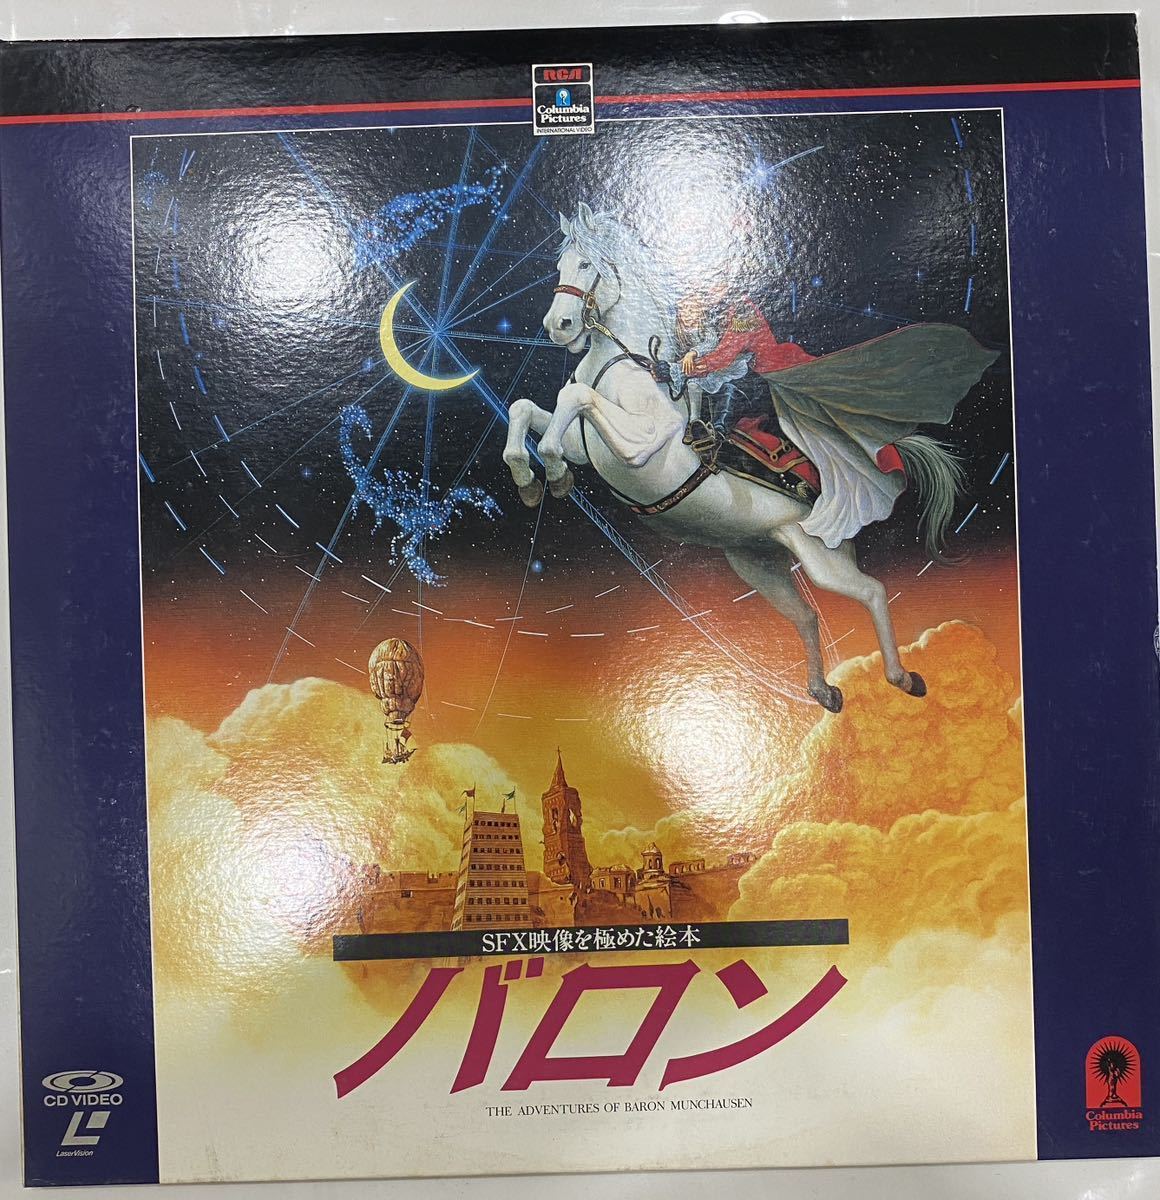 RCA
Columbia
Pictures
INTERNATIONAL VIDEO
SFX映像を極めた絵本
バロン
THE ADVENTURES OF BARON MUNCHAUSEN
CD VIDEO
LaserVision
Columbia
Pictures